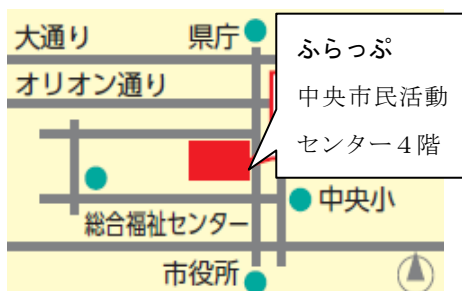 大通り
県庁
オリオン通り
ふらっぷ
中央市民活動
センター４階
中央小
総合福祉センター
市役所